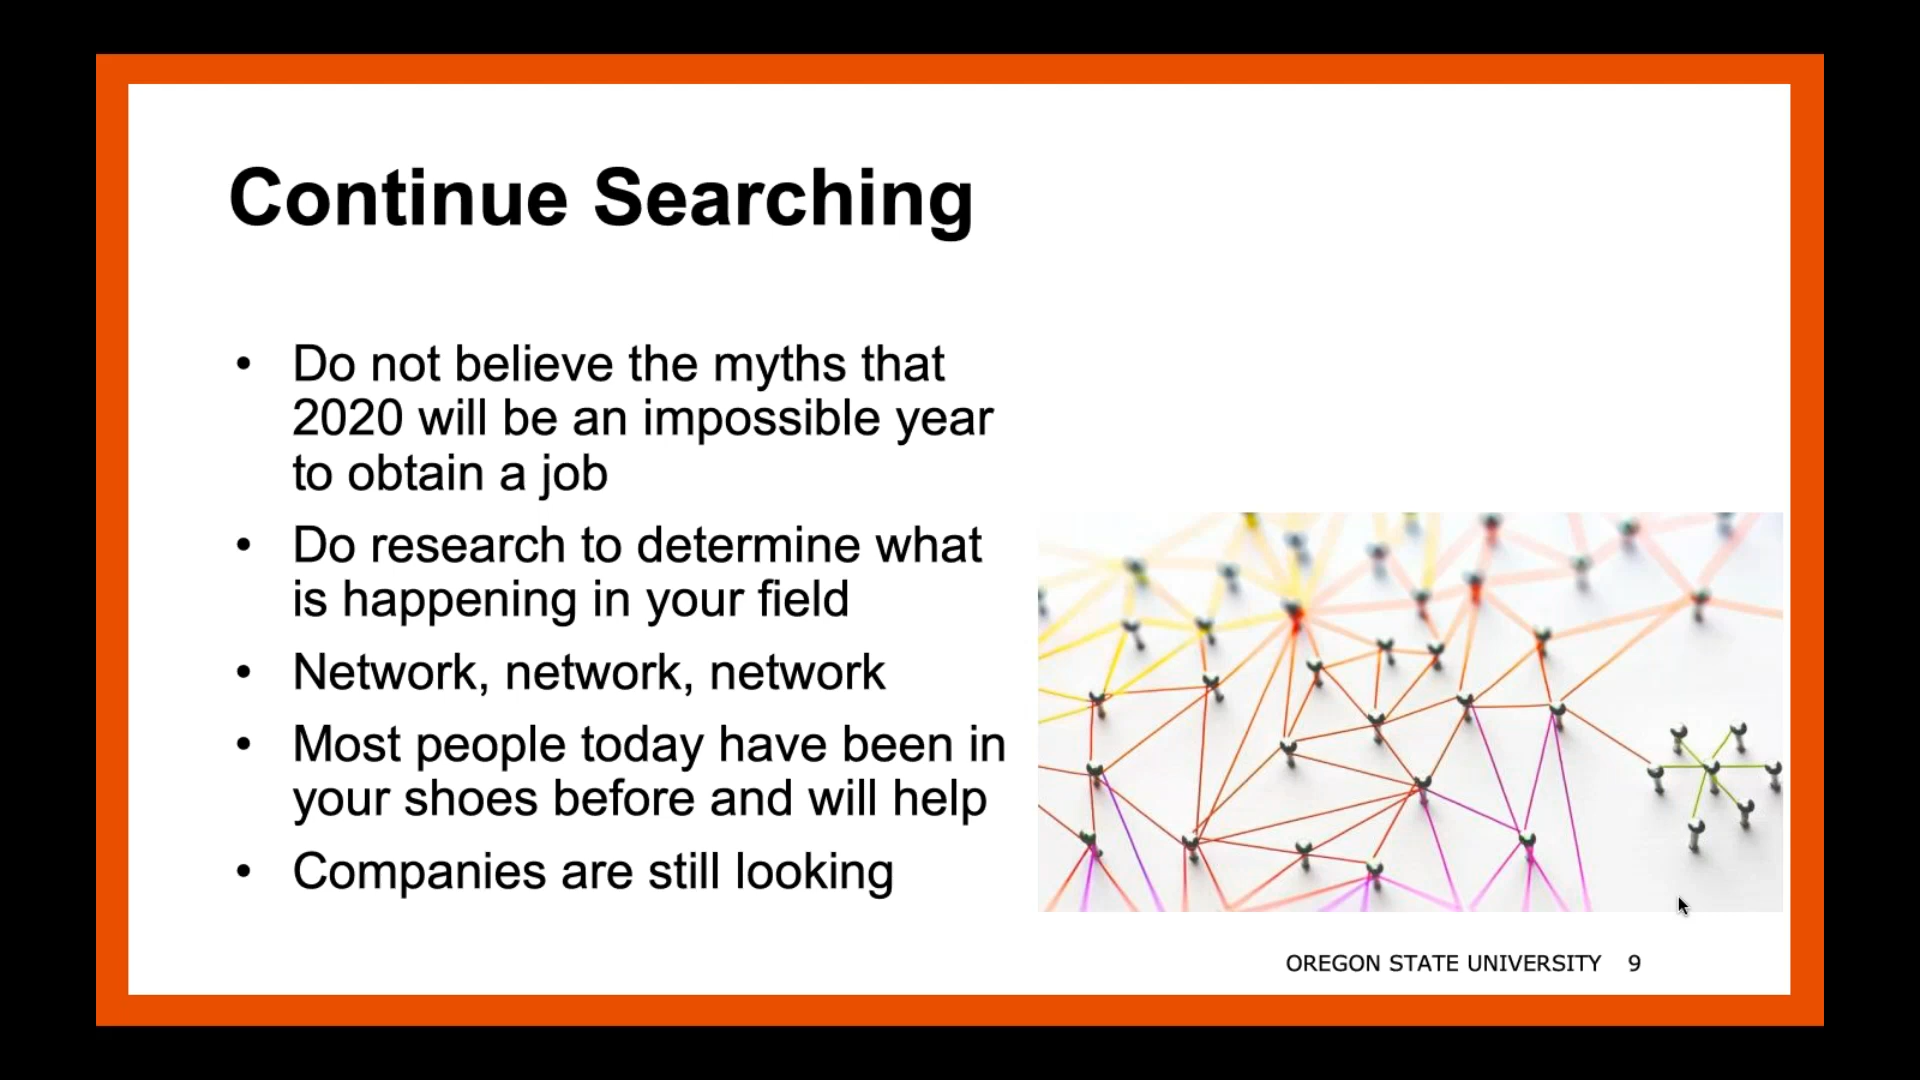 Continue Searching
• Do not believe the myths that
2020 will be an impossible year
to obtain a job
• Do research to determine what
is happening in your field
• Network, network, network
• Most people today have been in
your shoes before and will help
• Companies are still looking
OREGON STATE UNIVERSITY 9